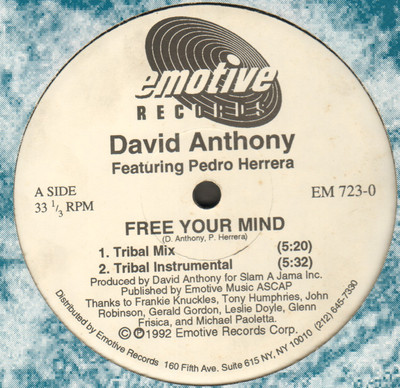 emotive
RECORDS
David Anthony
Featuring Pedro Herrera
A SIDE
33 1/3 RPM
EM 723-0
FREE YOUR MIND
(D. Anthony, P. Herrera)
1. Tribal Mix (5:20)
2. Tribal Instrumental (5:32)
Produced by David Anthony for Slam A Jama Inc.
Published by Emotive Music ASCAP
Thanks to Frankie Knuckles, Tony Humphries, John
Robinson, Gerald Gordon, Leslie Doyle, Glenn
Frisica, and Michael Paoletta.
© ℗ 1992 Emotive Records Corp.
Distributed by Emotive Records 160 Fifth Ave. Suite 615 NY, NY 10010 (212) 645-7330